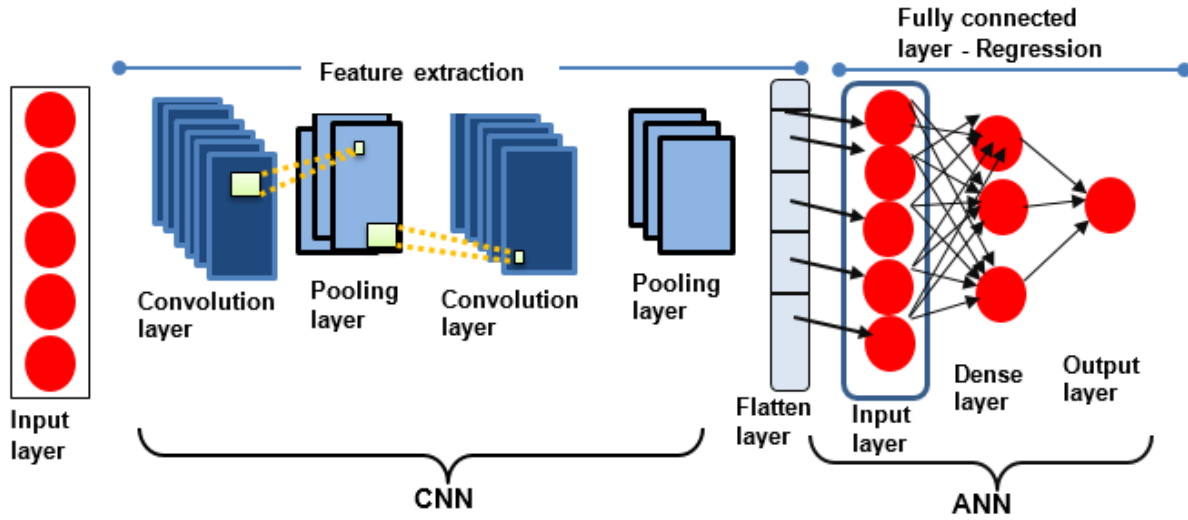 Fully connected
layer - Regression
Feature extraction
Input
layer
Convolution
layer
Pooling
layer
Convolution
layer
Pooling
layer
Flatten
layer
Input
layer
Dense
layer
Output
layer
CNN
ANN